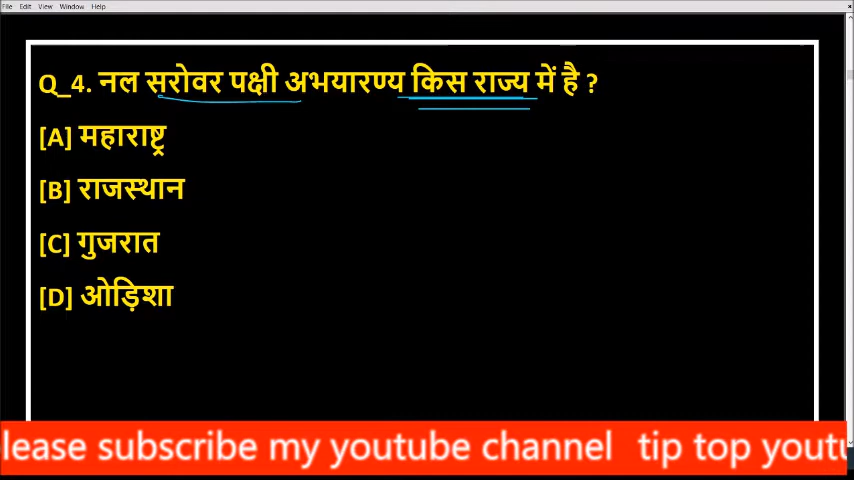 File Edit View Window Help
Q_4. नल सरोवर पक्षी अभयारण्य किस राज्य में है ?
[A] महाराष्ट्र
[B] राजस्थान
[C] गुजरात
[D] ओड़िशा
lease subscribe my youtube channel tip top youtu